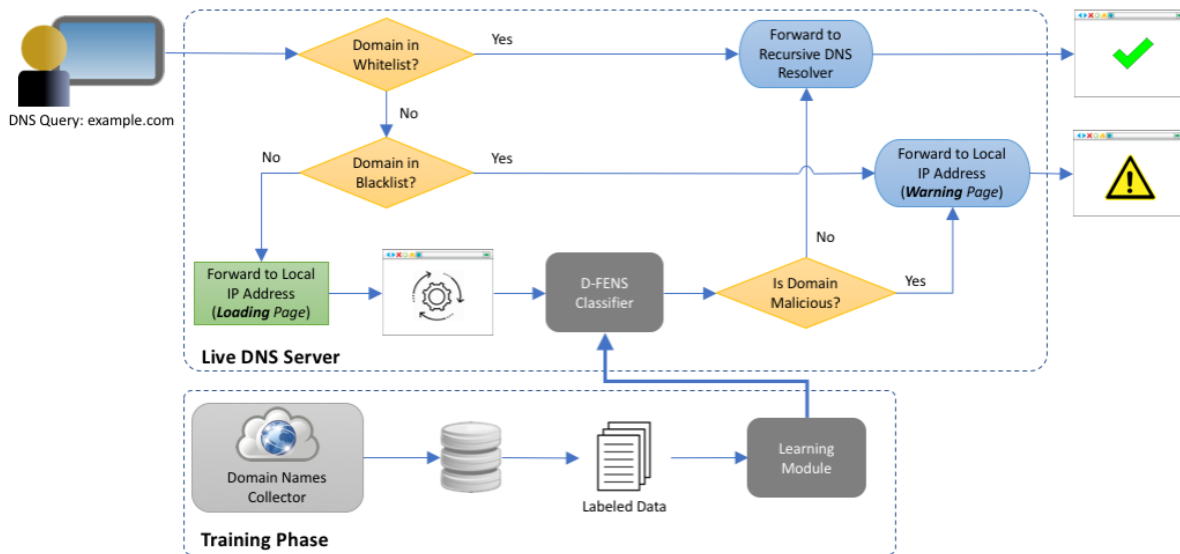 DNS Query: example.com
Domain in
Whitelist?
Yes
Forward to
Recursive DNS
Resolver
No
No
Domain in
Blacklist?
Yes
Forward to Local
IP Address
(Warning Page)
Forward to Local
IP Address
(Loading Page)
D-FENS
Classifier
No
Is Domain
Malicious?
Yes
Live DNS Server
Domain Names
Collector
Labeled Data
Learning
Module
Training Phase